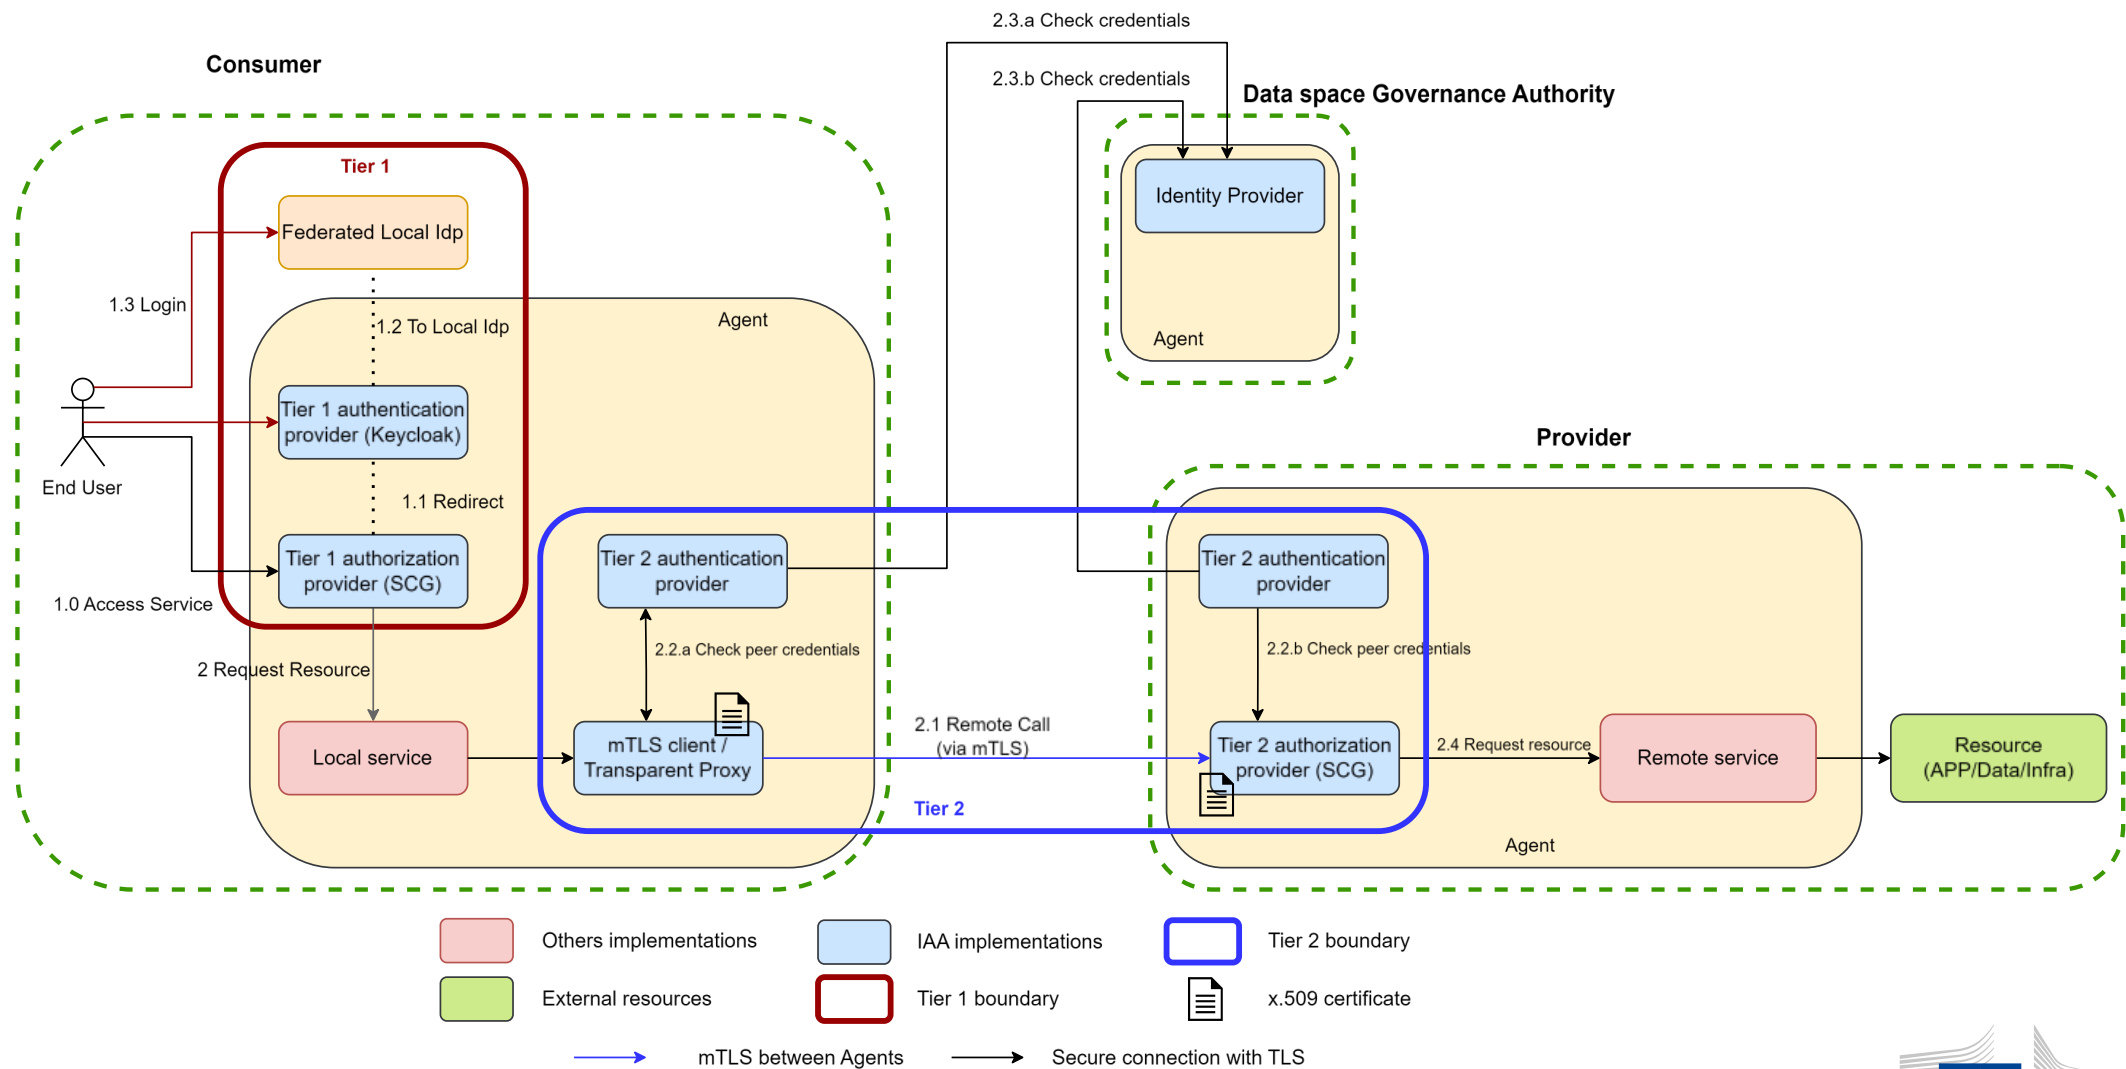 2.3.a Check credentials
Consumer
2.3.b Check credentials
Data space Governance Authority
Tier 1
Identity Provider
Federated Local Idp
1.3 Login
1.2 To Local Idp
Agent
Agent
Tier 1 authentication
provider (Keycloak)
Provider
End User
1.1 Redirect
Tier 1 authorization
provider (SCG)
Tier 2 authentication
provider
Tier 2 authentication
provider
1.0 Access Service
2.2.a Check peer credentials
2.2.b Check peer credentials
2 Request Resource
2.1 Remote Call
(via mTLS)
Local service
mTLS client /
Transparent Proxy
Tier 2 authorization
provider (SCG)
2.4 Request resource
Remote service
Resource
(APP/Data/Infra)
Tier 2
Agent
Others implementations
IAA implementations
Tier 2 boundary
External resources
Tier 1 boundary
x.509 certificate
mTLS between Agents
Secure connection with TLS